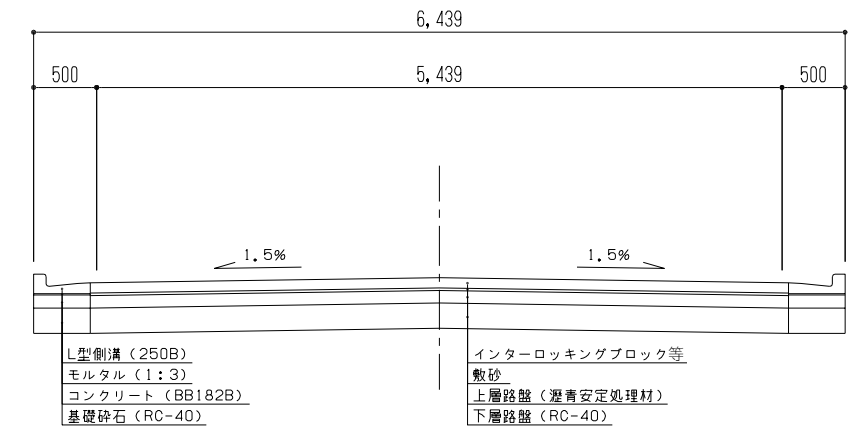 6,439
500
5,439
500
1.5%
1.5%
L型側溝（250B）
モルタル（1：3）
コンクリート（BB182B）
基礎砕石（RC-40）
インターロッキングブロック等
敷砂
上層路盤（瀝青安定処理材）
下層路盤（RC-40）